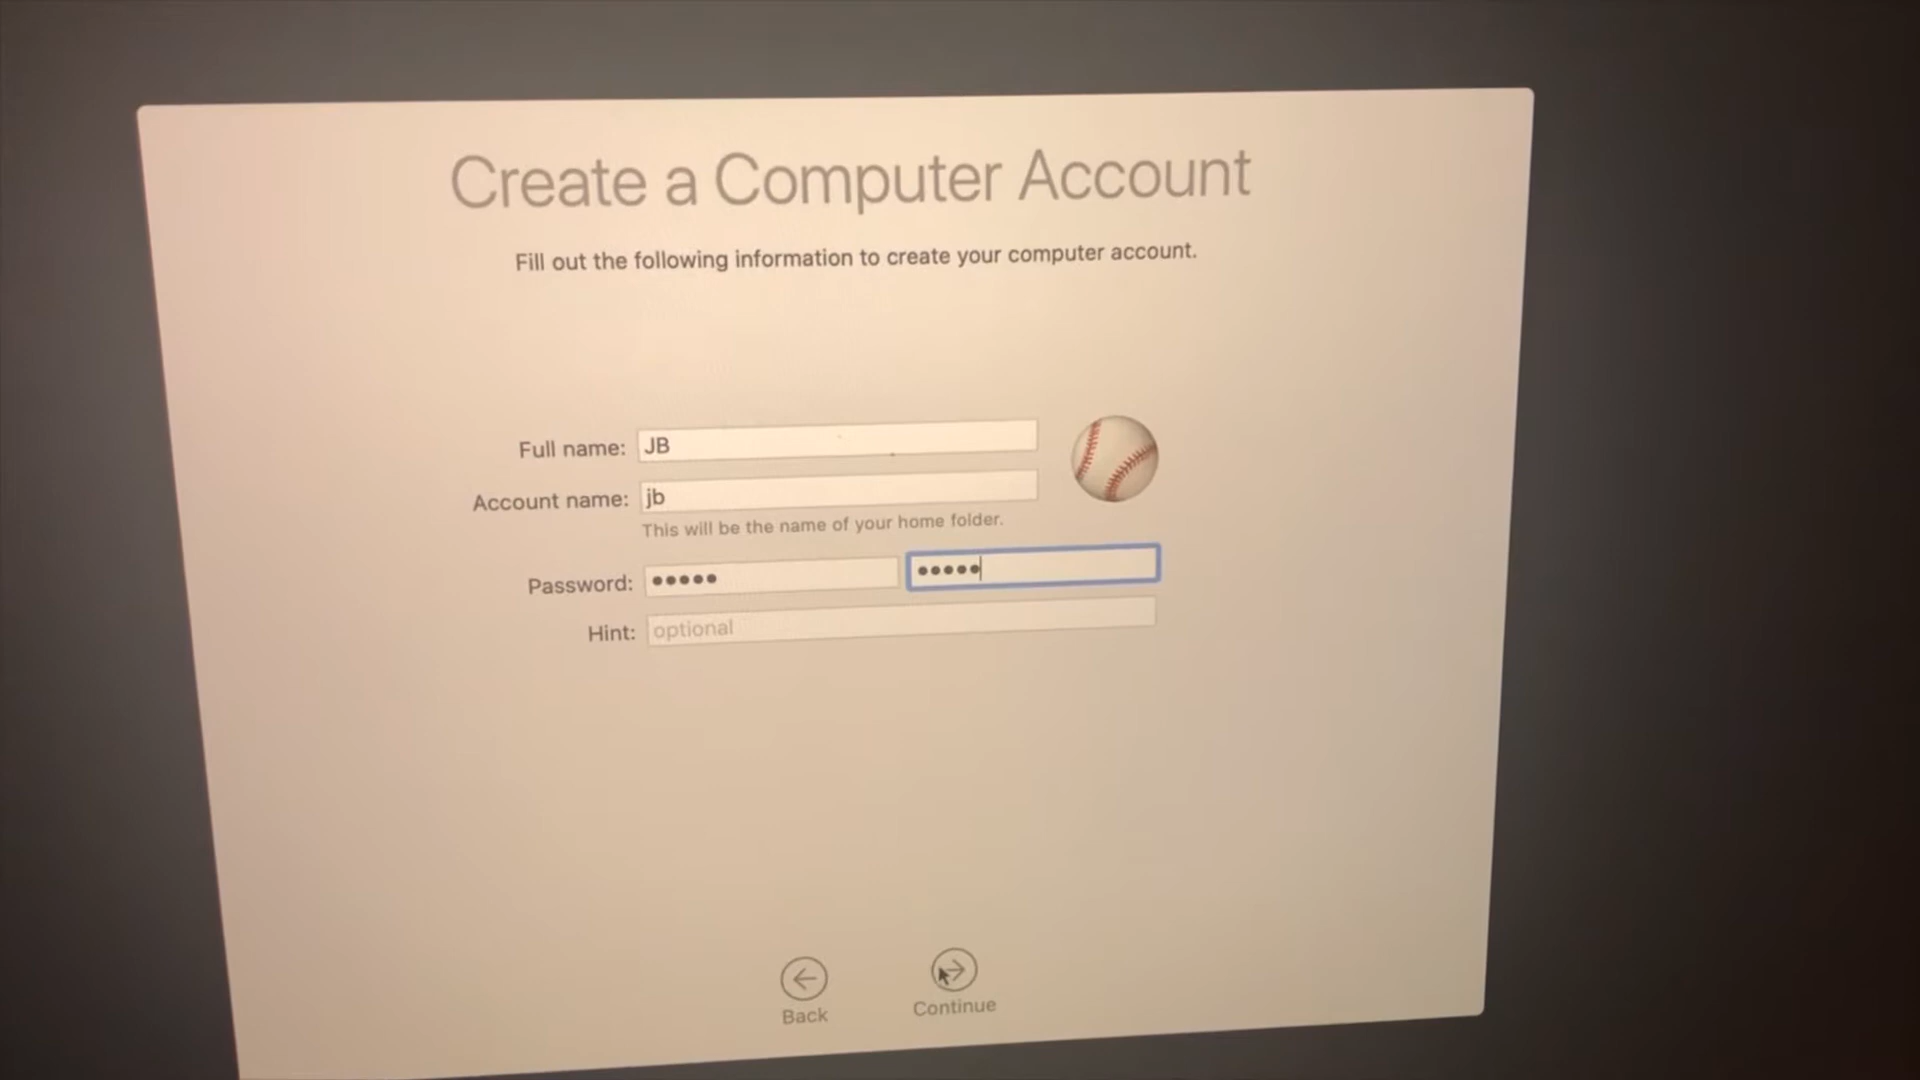 Create a Computer Account
Fill out the following information to create your computer account.
Full name: JB
Account name: jb
This will be the name of your home folder.
Password: ••••• •••••
Hint: optional
Back Continue